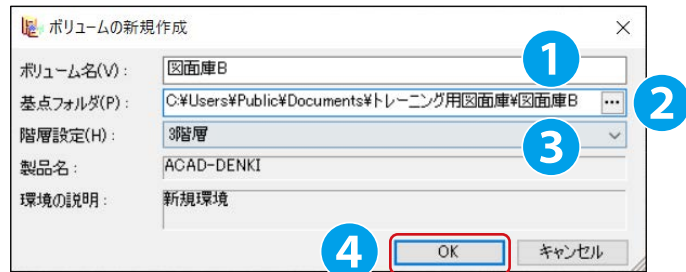 ボリュームの新規作成
ボリューム名(V): 図面庫B 1
基点フォルダ(P): C:¥Users¥Public¥Documents¥トレーニング用図面庫¥図面庫B ... 2
階層設定(H): 3階層 3
製品名: ACAD-DENKI
環境の説明: 新規環境
4 OK キャンセル